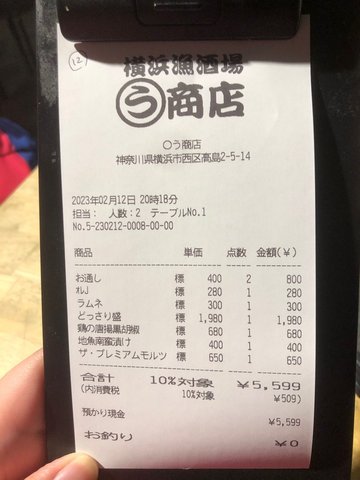 ⑫
横浜漁酒場
う商店
○う商店
神奈川県横浜市西区高島2-5-14
2023年02月12日 20時18分
担当： 人数:2 テーブルNo.1
No.5-230212-0008-00-00
商品 単価 点数 金額(￥)
お通し 標 400 2 800
ｵﾚJ 標 280 1 280
ラムネ 標 300 1 300
どっさり盛 標 1,980 1 1,980
鶏の唐揚黒胡椒 標 680 1 680
地魚南蛮漬け 標 400 1 400
ザ・プレミアムモルツ 標 650 1 650
合計 10%対象 ￥5,599
(内消費税 10%対象 ￥509)
預かり現金 ￥5,599
お釣り ￥0